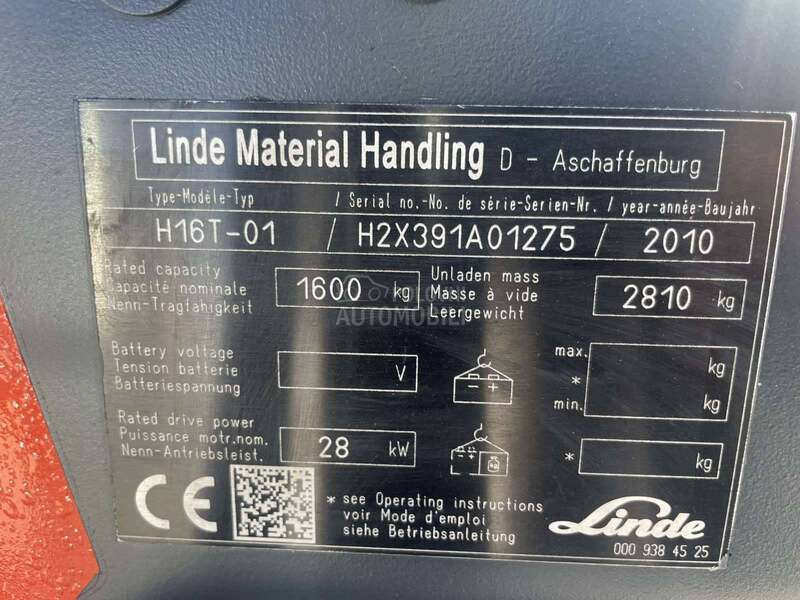 Linde Material Handling D - Aschaffenburg
Type-Modèle-Typ / Serial no.-No. de série-Serien-Nr. / year-année-Baujahr
H16T-01 / H2X391A01275 / 2010
Rated capacity
Capacité nominale
Nenn-Tragfähigkeit
1600 kg
Unladen mass
Masse à vide
Leergewicht
2810 kg
AUTOMOBILI
Battery voltage
Tension batterie
Batteriespannung
V
max. kg
*
min. kg
Rated drive power
Puissance motr.nom.
Nenn-Antriebsleist.
28 kW
* kg
CE
* see Operating instructions
voir Mode d'emploi
siehe Betriebsanleitung
Linde
000 938 45 25